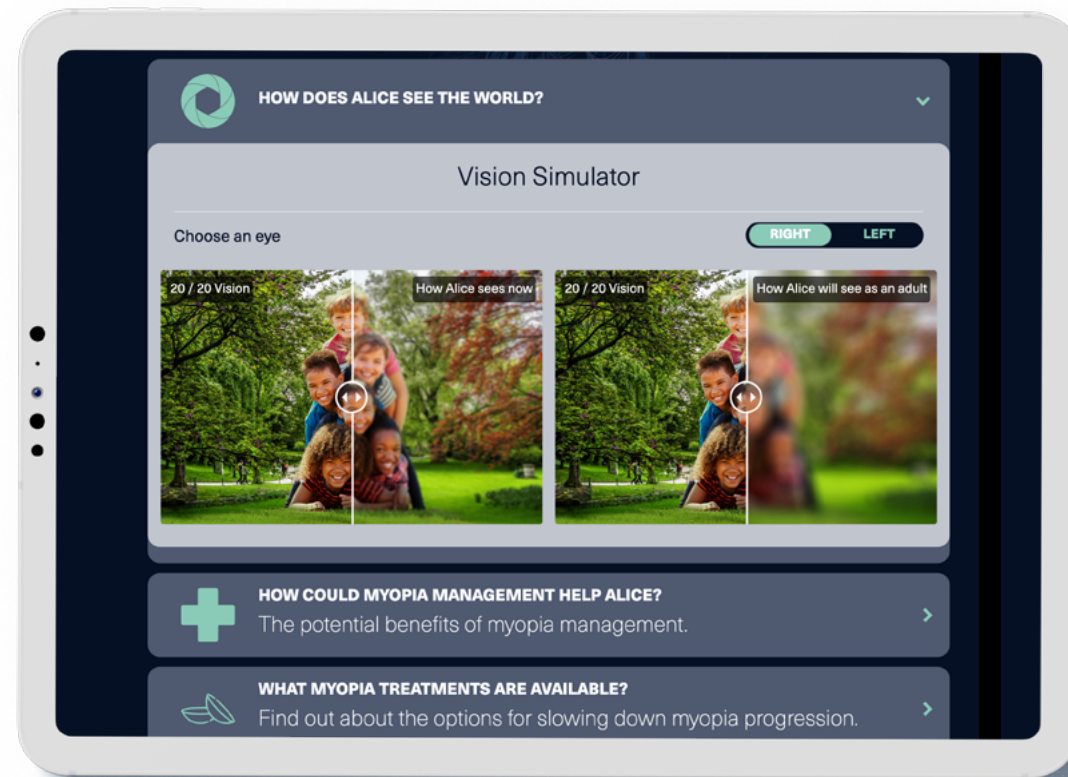 HOW DOES ALICE SEE THE WORLD?
Vision Simulator
Choose an eye
RIGHT
LEFT
20 / 20 Vision
How Alice sees now
20 / 20 Vision
How Alice will see as an adult
HOW COULD MYOPIA MANAGEMENT HELP ALICE?
The potential benefits of myopia management.
WHAT MYOPIA TREATMENTS ARE AVAILABLE?
Find out about the options for slowing down myopia progression.